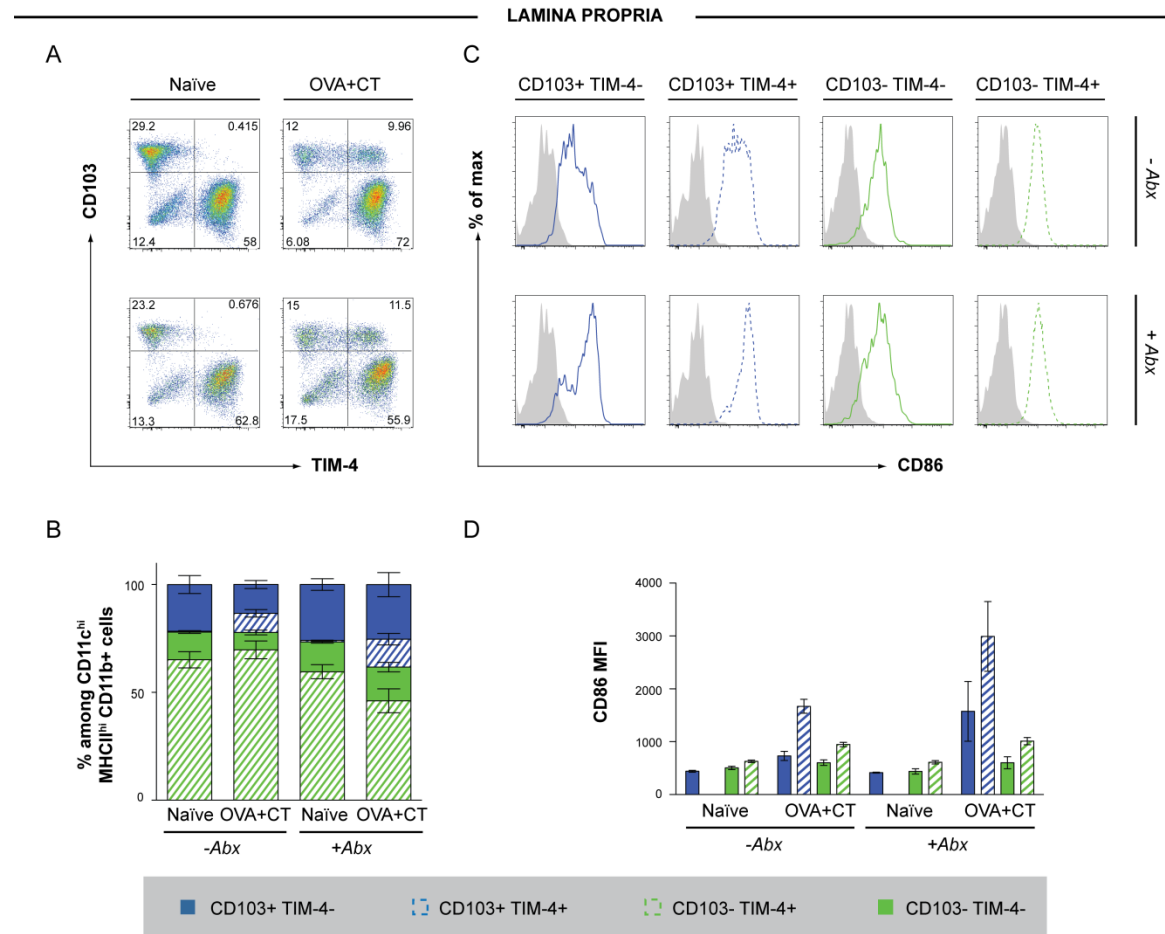 LAMINA PROPRIA
A
Naïve
OVA+CT
29.2
0.415
12
9.96
12.4
58
6.08
72
23.2
0.676
15
11.5
13.3
62.8
17.5
55.9
CD103
TIM-4
C
CD103+ TIM-4-
CD103+ TIM-4+
CD103- TIM-4-
CD103- TIM-4+
% of max
- Abx
+ Abx
CD86
B
% among CD11chi
MHCIIhi CD11b+ cells
100
50
0
Naïve OVA+CT Naïve OVA+CT
-Abx +Abx
D
CD86 MFI
4000
3000
2000
1000
0
Naïve OVA+CT Naïve OVA+CT
-Abx +Abx
CD103+ TIM-4- CD103+ TIM-4+ CD103- TIM-4+ CD103- TIM-4-